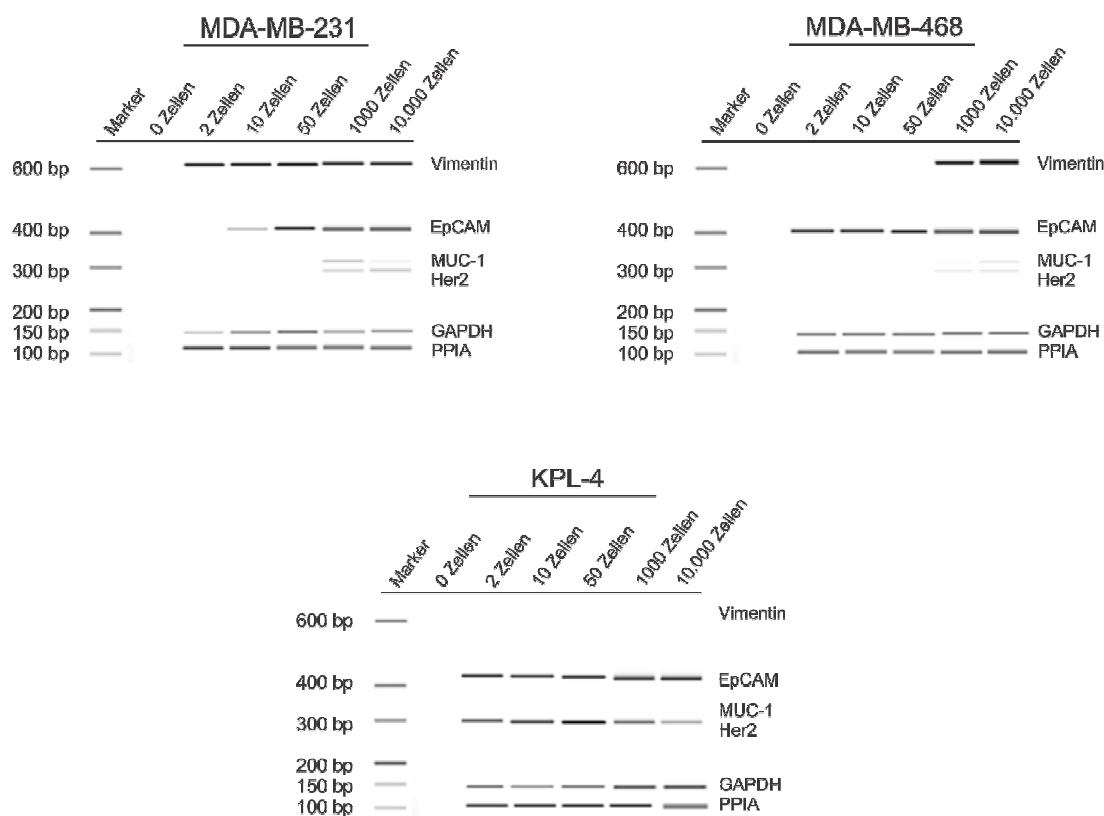 MDA-MB-231
Marker
0 Zellen
2 Zellen
10 Zellen
50 Zellen
1000 Zellen
10.000 Zellen
600 bp
Vimentin
400 bp
EpCAM
300 bp
MUC-1
Her2
200 bp
150 bp
GAPDH
100 bp
PPIA
MDA-MB-468
Marker
0 Zellen
2 Zellen
10 Zellen
50 Zellen
1000 Zellen
10.000 Zellen
600 bp
Vimentin
400 bp
EpCAM
300 bp
MUC-1
Her2
200 bp
150 bp
GAPDH
100 bp
PPIA
KPL-4
Marker
0 Zellen
2 Zellen
10 Zellen
50 Zellen
1000 Zellen
10.000 Zellen
600 bp
Vimentin
400 bp
EpCAM
300 bp
MUC-1
Her2
200 bp
150 bp
GAPDH
100 bp
PPIA